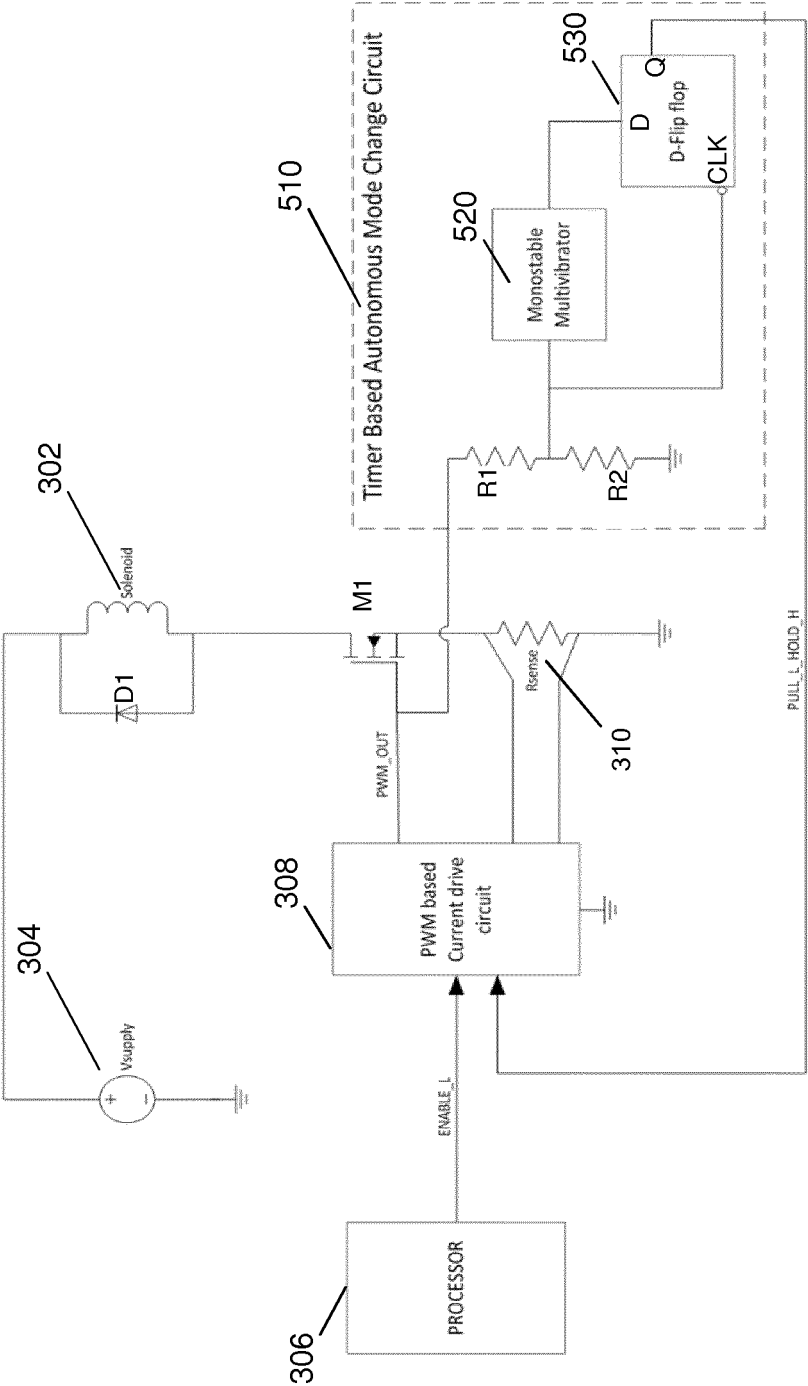 304
Vsupply
+
−
302
Solenoid
D1
306
PROCESSOR
ENABLE_L
308
PWM based
Current drive
circuit
PWM_OUT
M1
Rsense
310
PULL_L_HOLD_H
510
Timer Based Autonomous Mode Change Circuit
R1
R2
520
Monostable
Multivibrator
530
D
Q
D-Flip flop
CLK